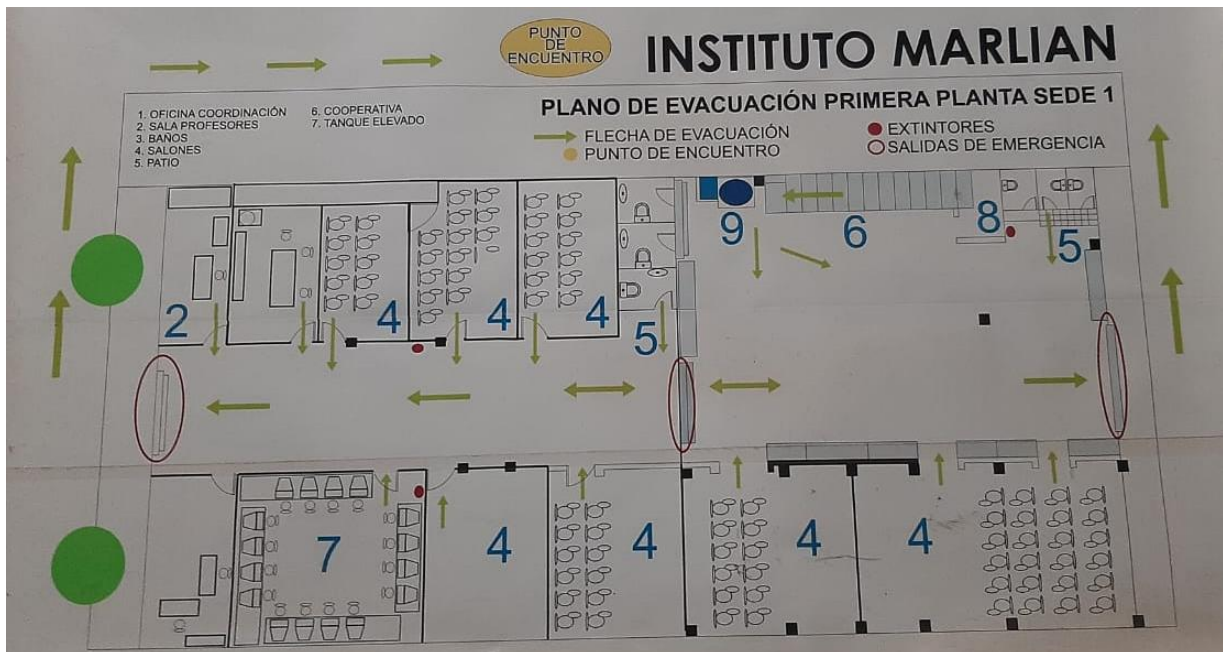 PUNTO
DE
ENCUENTRO
INSTITUTO MARLIAN
PLANO DE EVACUACIÓN PRIMERA PLANTA SEDE 1
1. OFICINA COORDINACIÓN
2. SALA PROFESORES
3. BAÑOS
4. SALONES
5. PATIO
6. COOPERATIVA
7. TANQUE ELEVADO
FLECHA DE EVACUACIÓN
PUNTO DE ENCUENTRO
EXTINTORES
SALIDAS DE EMERGENCIA
9
6
8
5
2
4
4
4
5
7
4
4
4
4